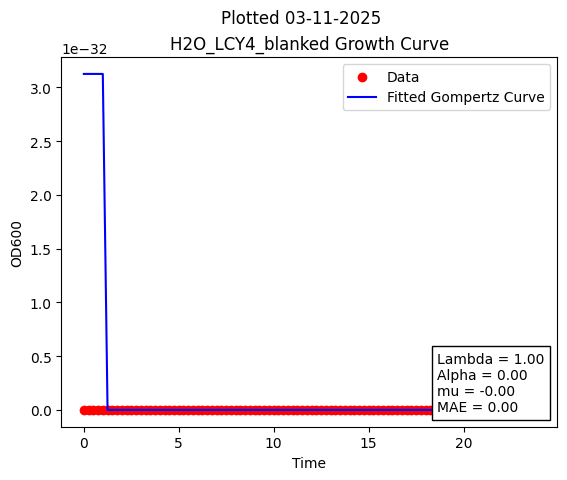 Plotted 03-11-2025
H2O_LCY4_blanked Growth Curve
1e−32
Data
Fitted Gompertz Curve
3.0
2.5
2.0
1.5
1.0
0.5
0.0
OD600
Lambda = 1.00
Alpha = 0.00
mu = -0.00
MAE = 0.00
0 5 10 15 20
Time